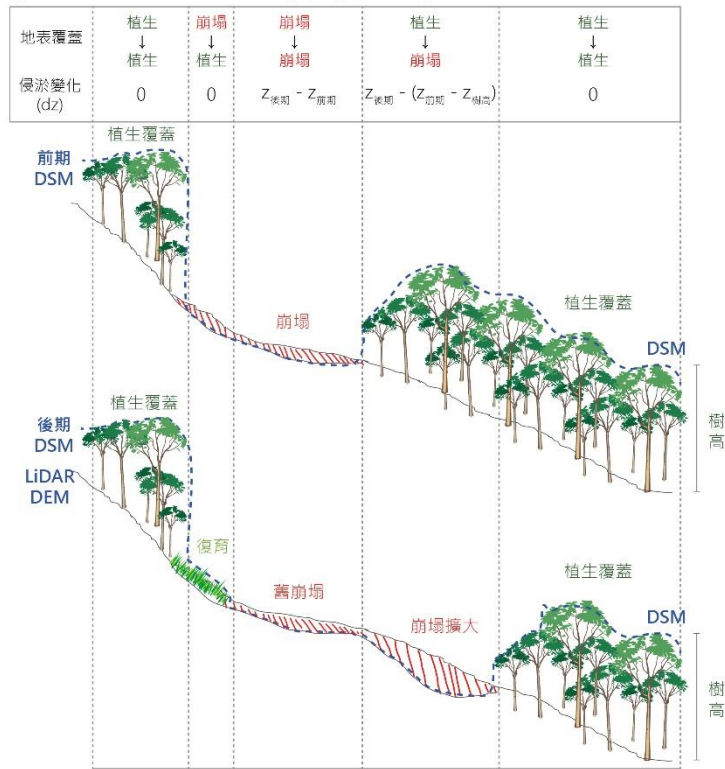 地表覆蓋
植生 崩塌 崩塌 植生 植生
↓ ↓ ↓ ↓ ↓
植生 植生 崩塌 崩塌 植生
侵淤變化
(dz)
0 0 Z後期 - Z前期 Z後期 - (Z前期 - Z樹高) 0
植生覆蓋
前期
DSM
崩塌
植生覆蓋
DSM
樹高
植生覆蓋
後期
DSM
LiDAR
DEM
復育
舊崩塌
崩塌擴大
植生覆蓋
DSM
樹高